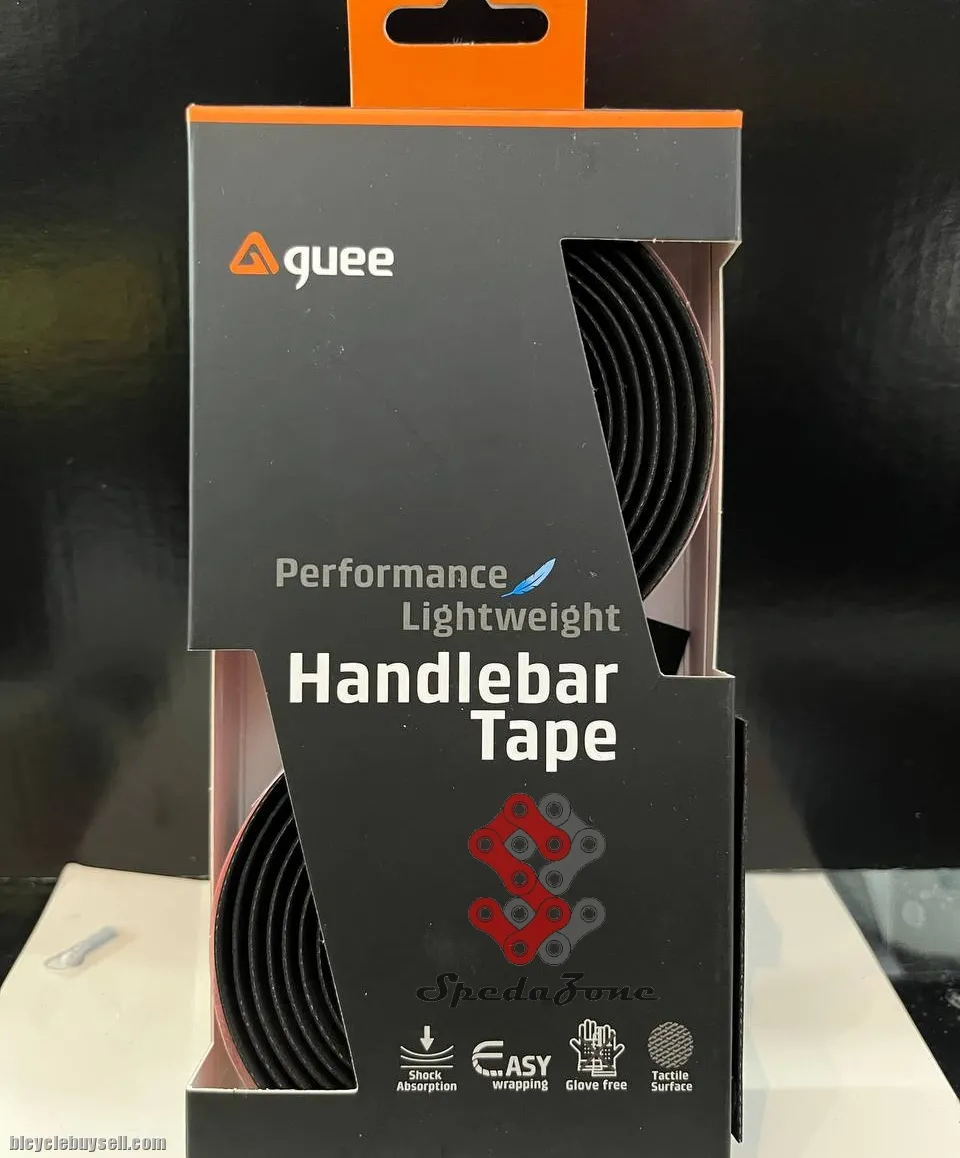 guee
Performance
Lightweight
Handlebar
Tape
SpedaZone
Shock
Absorption
EASY
wrapping
Glove free
Tactile
Surface
bicyclebuysell.com